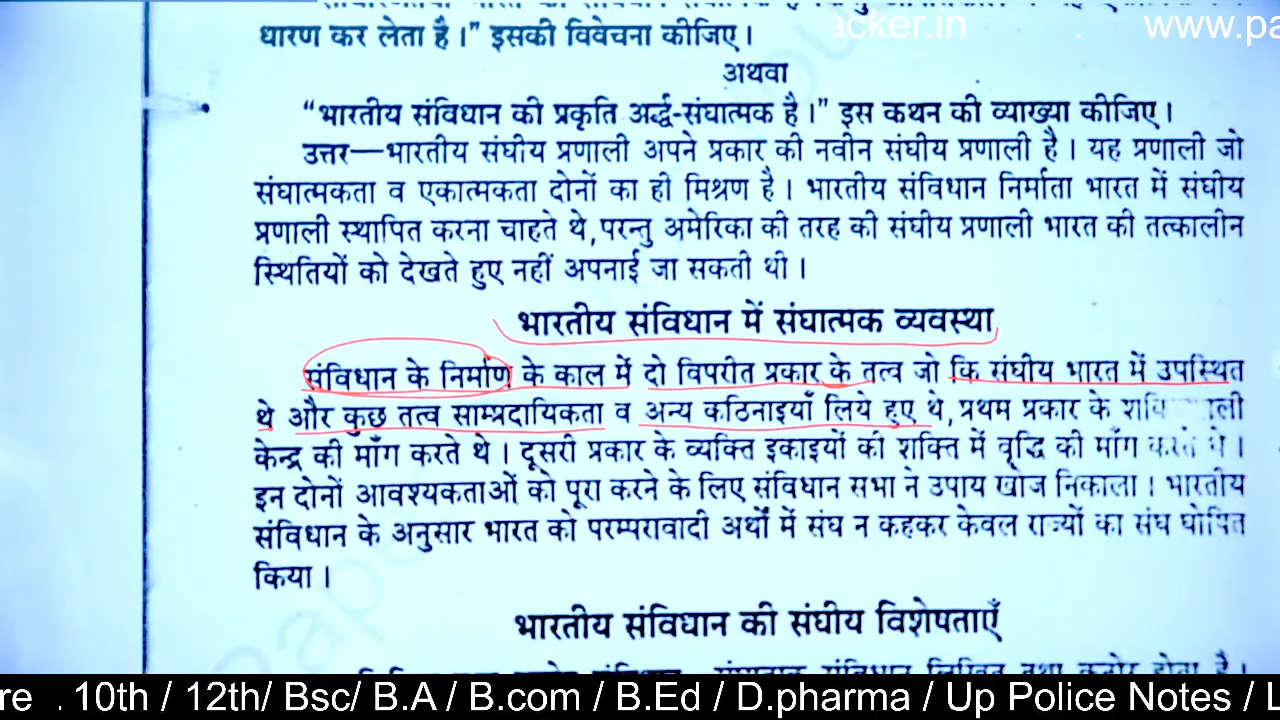 cker.in www.pa
धारण कर लेता है।” इसकी विवेचना कीजिए।
अथवा
“भारतीय संविधान की प्रकृति अर्द्ध-संघात्मक है।” इस कथन की व्याख्या कीजिए।
उत्तर—भारतीय संघीय प्रणाली अपने प्रकार की नवीन संघीय प्रणाली है। यह प्रणाली जो
संघात्मकता व एकात्मकता दोनों का ही मिश्रण है। भारतीय संविधान निर्माता भारत में संघीय
प्रणाली स्थापित करना चाहते थे, परन्तु अमेरिका की तरह की संघीय प्रणाली भारत की तत्कालीन
स्थितियों को देखते हुए नहीं अपनाई जा सकती थी।
भारतीय संविधान में संघात्मक व्यवस्था
संविधान के निर्माण के काल में दो विपरीत प्रकार के तत्व जो कि संघीय भारत में उपस्थित
थे और कुछ तत्व साम्प्रदायिकता व अन्य कठिनाइयाँ लिये हुए थे, प्रथम प्रकार के
केन्द्र की माँग करते थे। दूसरी प्रकार के व्यक्ति इकाइयों की शक्ति में वृद्धि की माँग करते थे।
इन दोनों आवश्यकताओं को पूरा करने के लिए संविधान सभा ने उपाय खोज निकाला। भारतीय
संविधान के अनुसार भारत को परम्परावादी अर्थों में संघ न कहकर केवल राज्यों का संघ घोषित
किया।
भारतीय संविधान की संघीय विशेषताएँ
re . 10th / 12th/ Bsc/ B.A / B.com / B.Ed / D.pharma / Up Police Notes / L